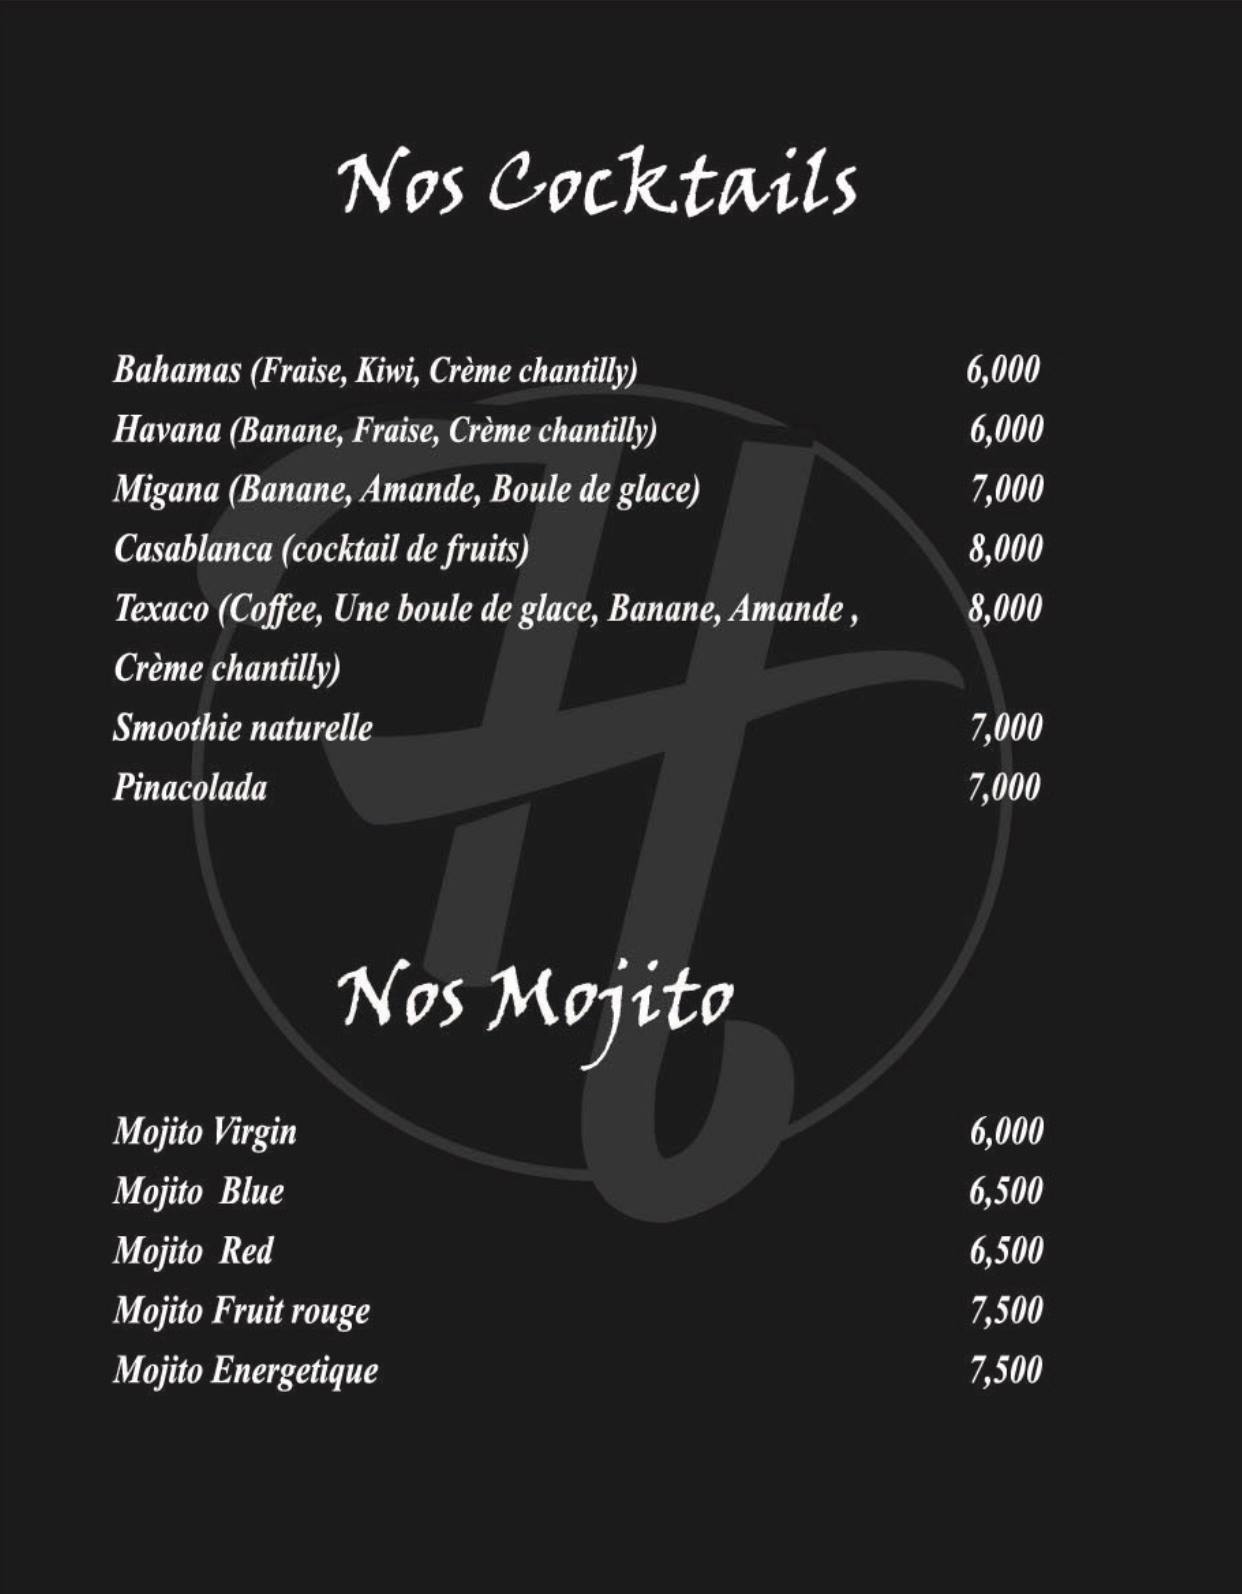 Nos Cocktails
Bahamas (Fraise, Kiwi, Crème chantilly) 6,000
Havana (Banane, Fraise, Crème chantilly) 6,000
Migana (Banane, Amande, Boule de glace) 7,000
Casablanca (cocktail de fruits) 8,000
Texaco (Coffee, Une boule de glace, Banane, Amande , 8,000
Crème chantilly)
Smoothie naturelle 7,000
Pinacolada 7,000
Nos Mojito
Mojito Virgin 6,000
Mojito Blue 6,500
Mojito Red 6,500
Mojito Fruit rouge 7,500
Mojito Energetique 7,500